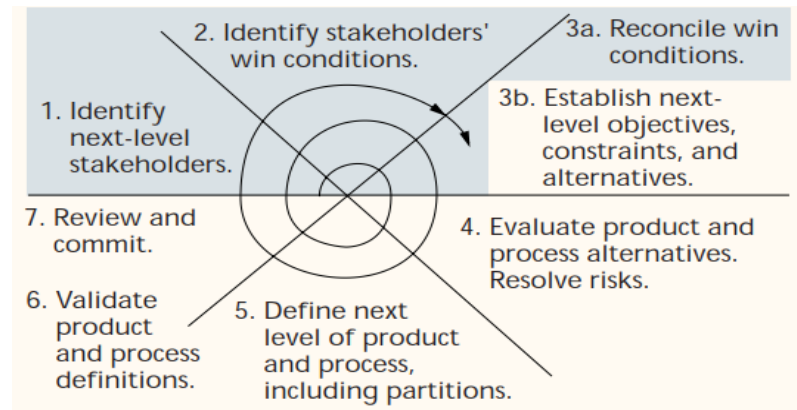 2. Identify stakeholders'
win conditions.
3a. Reconcile win
conditions.
3b. Establish next-
level objectives,
constraints, and
alternatives.
1. Identify
next-level
stakeholders.
7. Review and
commit.
4. Evaluate product and
process alternatives.
Resolve risks.
6. Validate
product
and process
definitions.
5. Define next
level of product
and process,
including partitions.